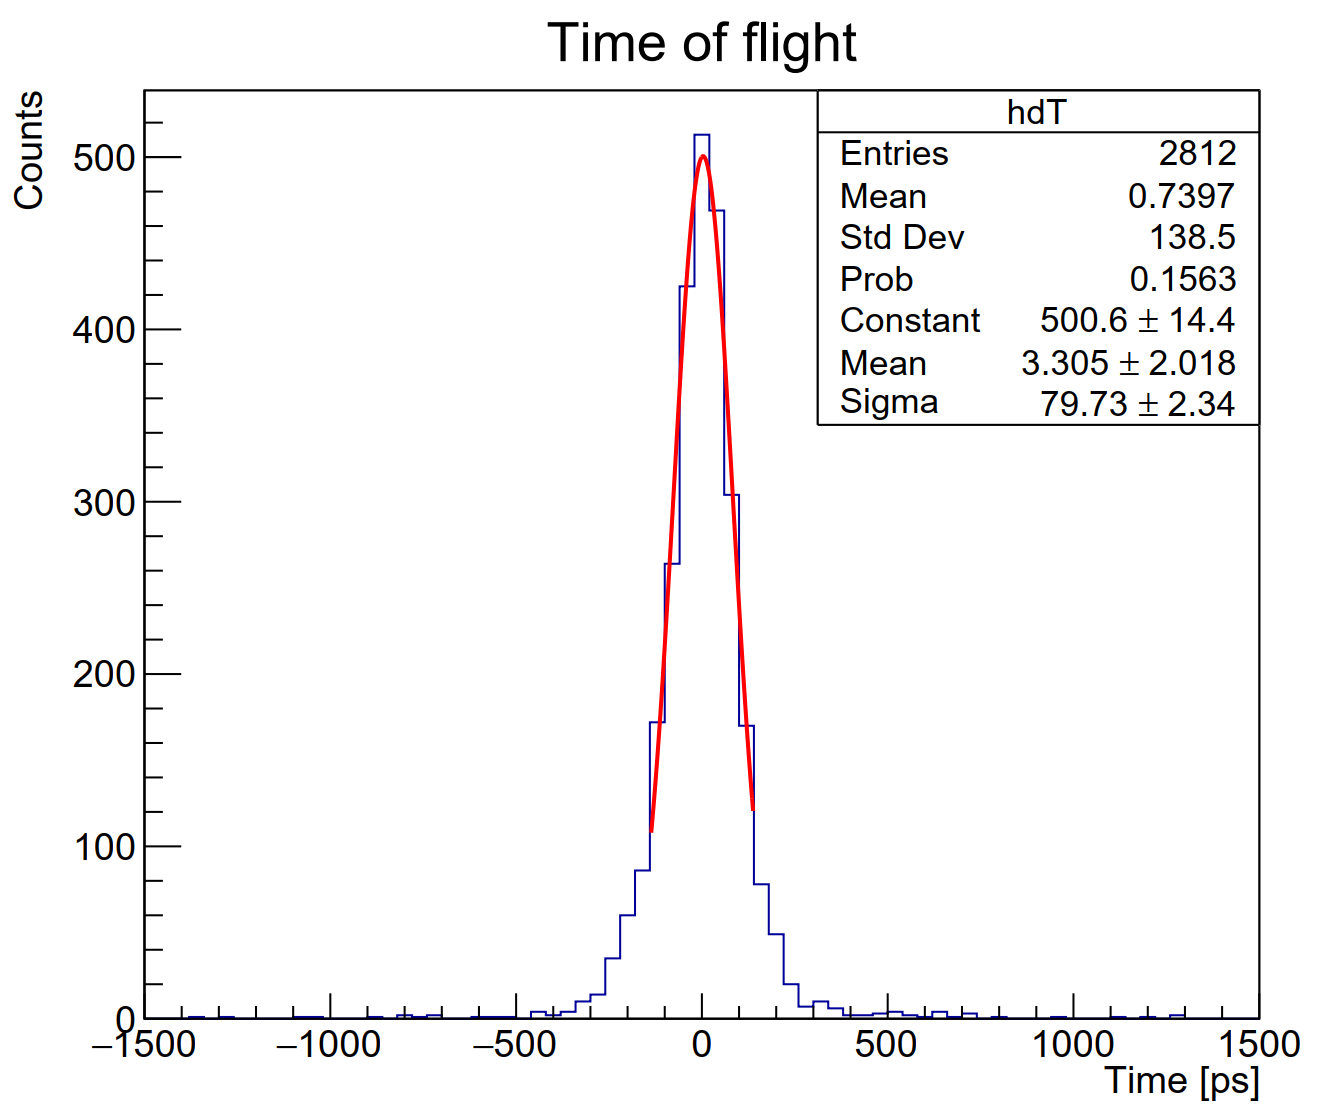 Time of flight
Counts
hdT
Entries 2812
Mean 0.7397
Std Dev 138.5
Prob 0.1563
Constant 500.6 ± 14.4
Mean 3.305 ± 2.018
Sigma 79.73 ± 2.34
500
400
300
200
100
0
−1500 −1000 −500 0 500 1000 1500
Time [ps]